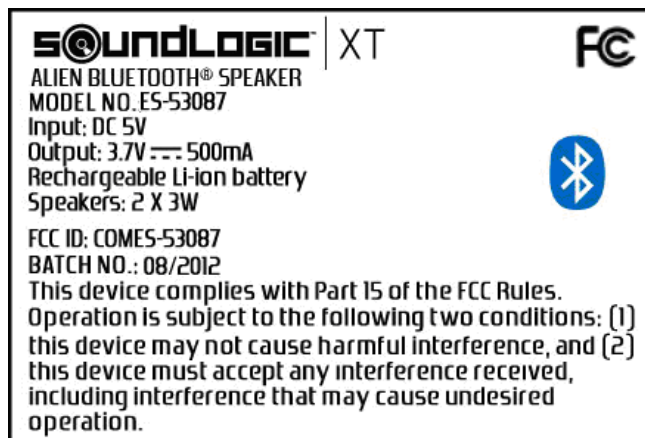 SOUNDLOGIC XT FC
ALIEN BLUETOOTH® SPEAKER
MODEL NO.:ES-53087
Input: DC 5V
Output: 3.7V ⎓ 500mA
Rechargeable Li-ion battery
Speakers: 2 X 3W
FCC ID: COMES-53087
BATCH NO.: 08/2012
This device complies with Part 15 of the FCC Rules.
Operation is subject to the following two conditions: (1)
this device may not cause harmful interference, and (2)
this device must accept any interference received,
including interference that may cause undesired
operation.